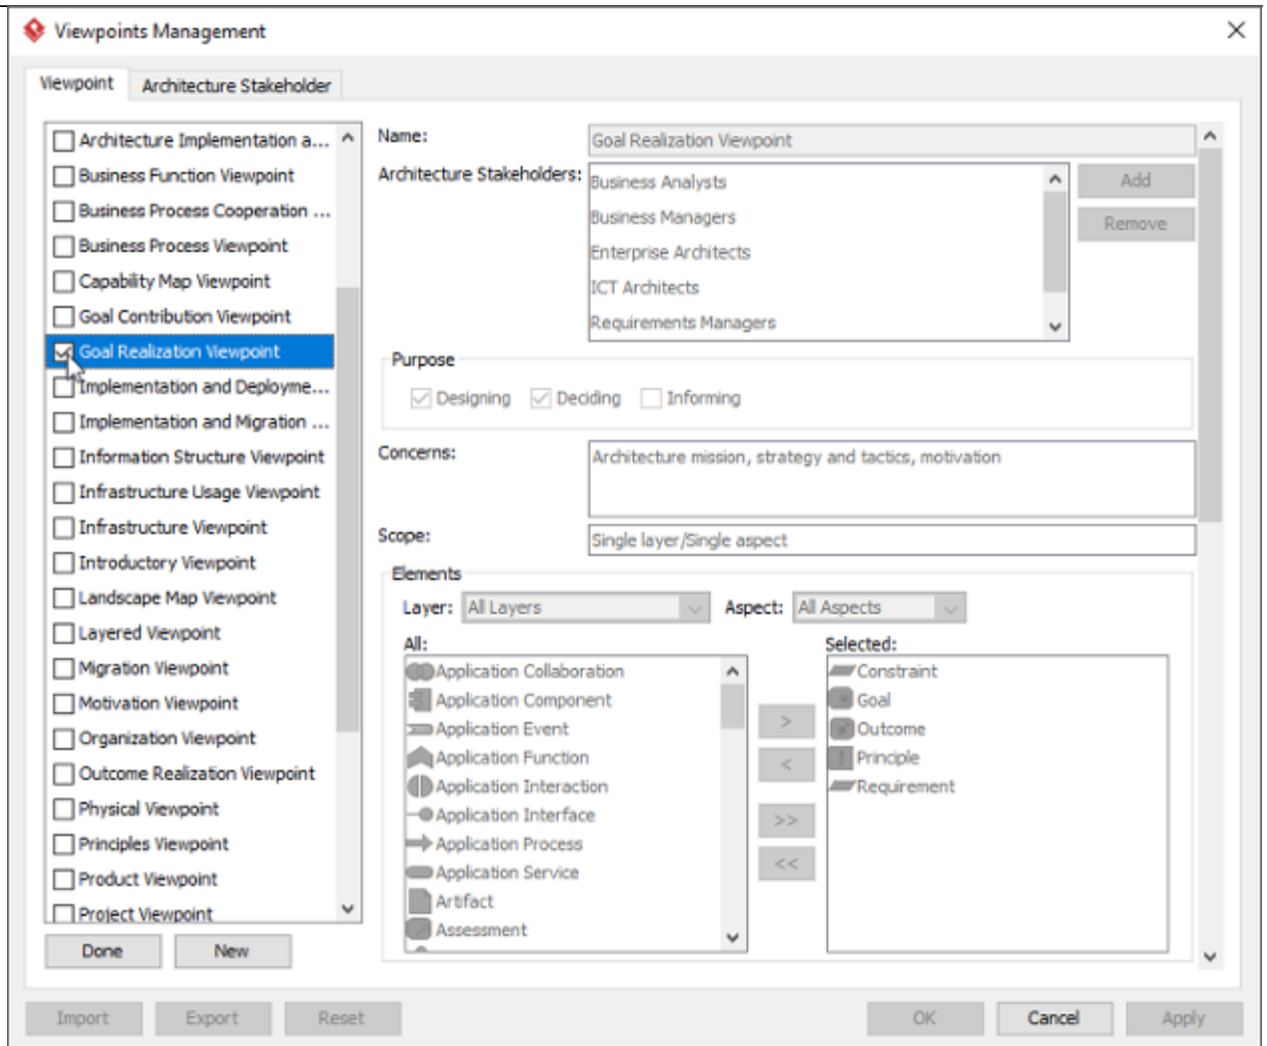 Viewpoints Management
Viewpoint
Architecture Stakeholder
Architecture Implementation a...
Business Function Viewpoint
Business Process Cooperation ...
Business Process Viewpoint
Capability Map Viewpoint
Goal Contribution Viewpoint
Goal Realization Viewpoint
Implementation and Deployme...
Implementation and Migration ...
Information Structure Viewpoint
Infrastructure Usage Viewpoint
Infrastructure Viewpoint
Introductory Viewpoint
Landscape Map Viewpoint
Layered Viewpoint
Migration Viewpoint
Motivation Viewpoint
Organization Viewpoint
Outcome Realization Viewpoint
Physical Viewpoint
Principles Viewpoint
Product Viewpoint
Project Viewpoint
Done
New
Name:
Goal Realization Viewpoint
Architecture Stakeholders:
Business Analysts
Business Managers
Enterprise Architects
ICT Architects
Requirements Managers
Add
Remove
Purpose
Designing
Deciding
Informing
Concerns:
Architecture mission, strategy and tactics, motivation
Scope:
Single layer/Single aspect
Elements
Layer:
All Layers
Aspect:
All Aspects
All:
Application Collaboration
Application Component
Application Event
Application Function
Application Interaction
Application Interface
Application Process
Application Service
Artifact
Assessment
>
<
>>
<<
Selected:
Constraint
Goal
Outcome
Principle
Requirement
Import
Export
Reset
OK
Cancel
Apply